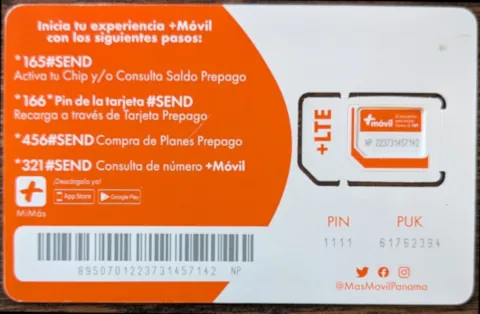 Inicia tu experiencia +Móvil
con los siguientes pasos:
*165#SEND
Activa tu Chip y/o Consulta Saldo Prepago
*166*Pin de la tarjeta #SEND
Recarga a través de Tarjeta Prepago
*456#SEND Compra de Planes Prepago
*321#SEND Consulta de número +Móvil
¡Descárgala ya!
App Store
Google Play
MiMás
8950701223731457142 NP
+LTE
+móvil
NP 223731457142
PIN PUK
1111 61762394
@MasMovilPanama